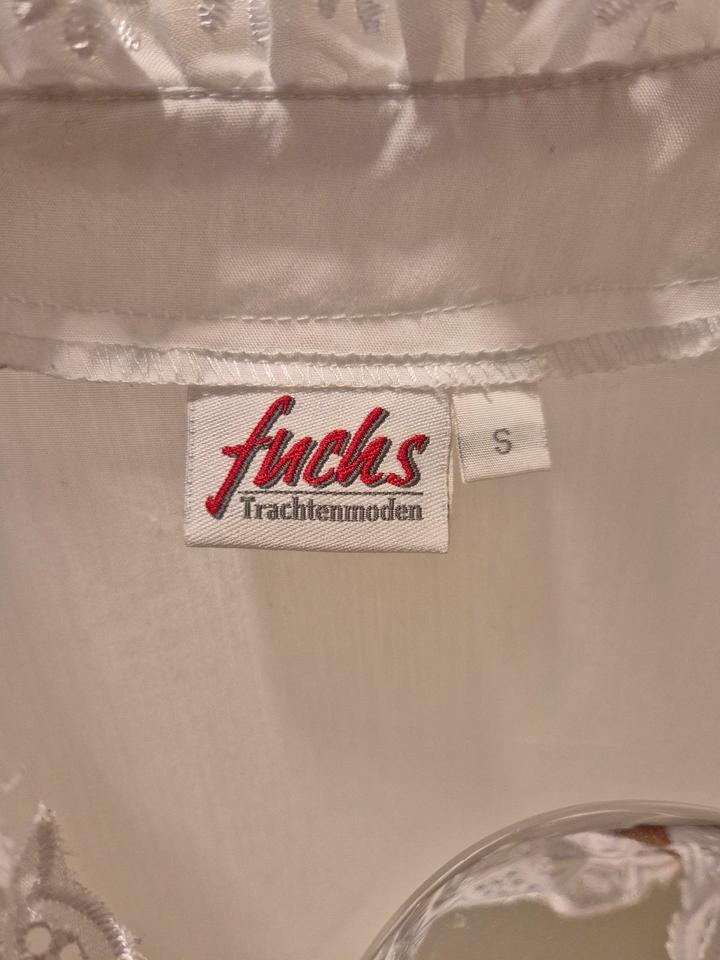 fuchs
Trachtenmoden
S